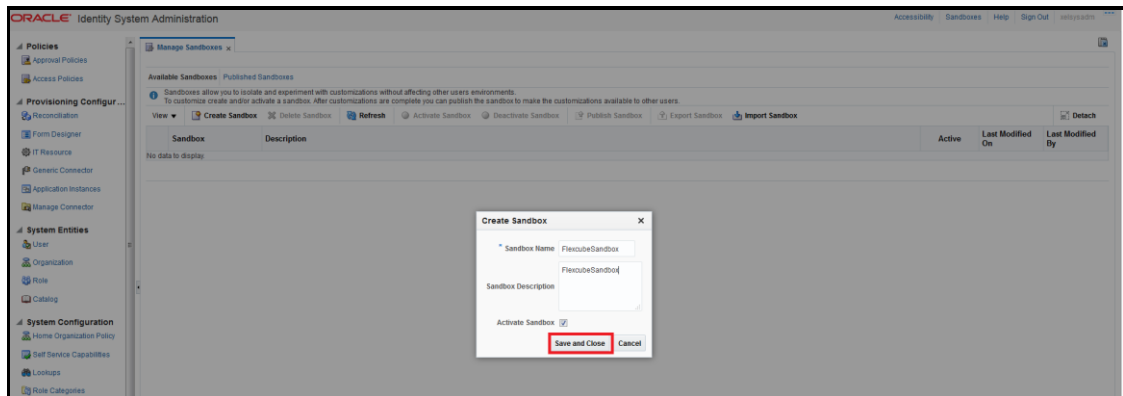 ORACLE Identity System Administration
Accessibility Sandboxes Help Sign Out xelsysadm
Policies
Approval Policies
Access Policies
Provisioning Configur...
Reconciliation
Form Designer
IT Resource
Generic Connector
Application Instances
Manage Connector
System Entities
User
Organization
Role
Catalog
System Configuration
Home Organization Policy
Self Service Capabilities
Lookups
Role Categories
Manage Sandboxes x
Available Sandboxes Published Sandboxes
Sandboxes allow you to isolate and experiment with customizations without affecting other users environments.
To customize create and/or activate a sandbox. After customizations are complete you can publish the sandbox to make the customizations available to other users.
View Create Sandbox Delete Sandbox Refresh Activate Sandbox Deactivate Sandbox Publish Sandbox Export Sandbox Import Sandbox Detach
Sandbox Description Active Last Modified On Last Modified By
No data to display
Create Sandbox x
* Sandbox Name FlexcubeSandbox
Sandbox Description FlexcubeSandbox
Activate Sandbox
Save and Close Cancel